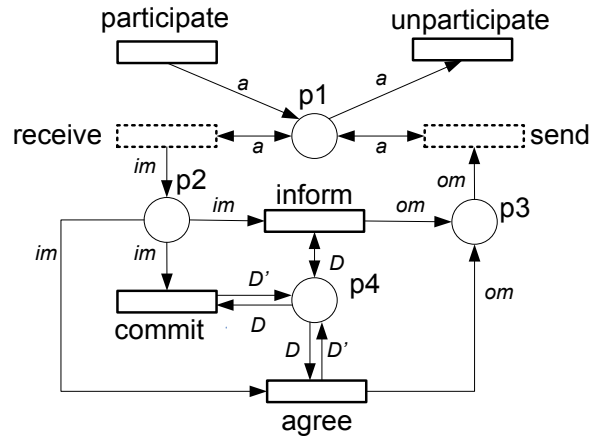 participate
unparticipate
a
a
p1
receive
a
a
send
im
p2
om
im
inform
om
p3
im
im
D
D'
p4
D
commit
om
D
D'
agree